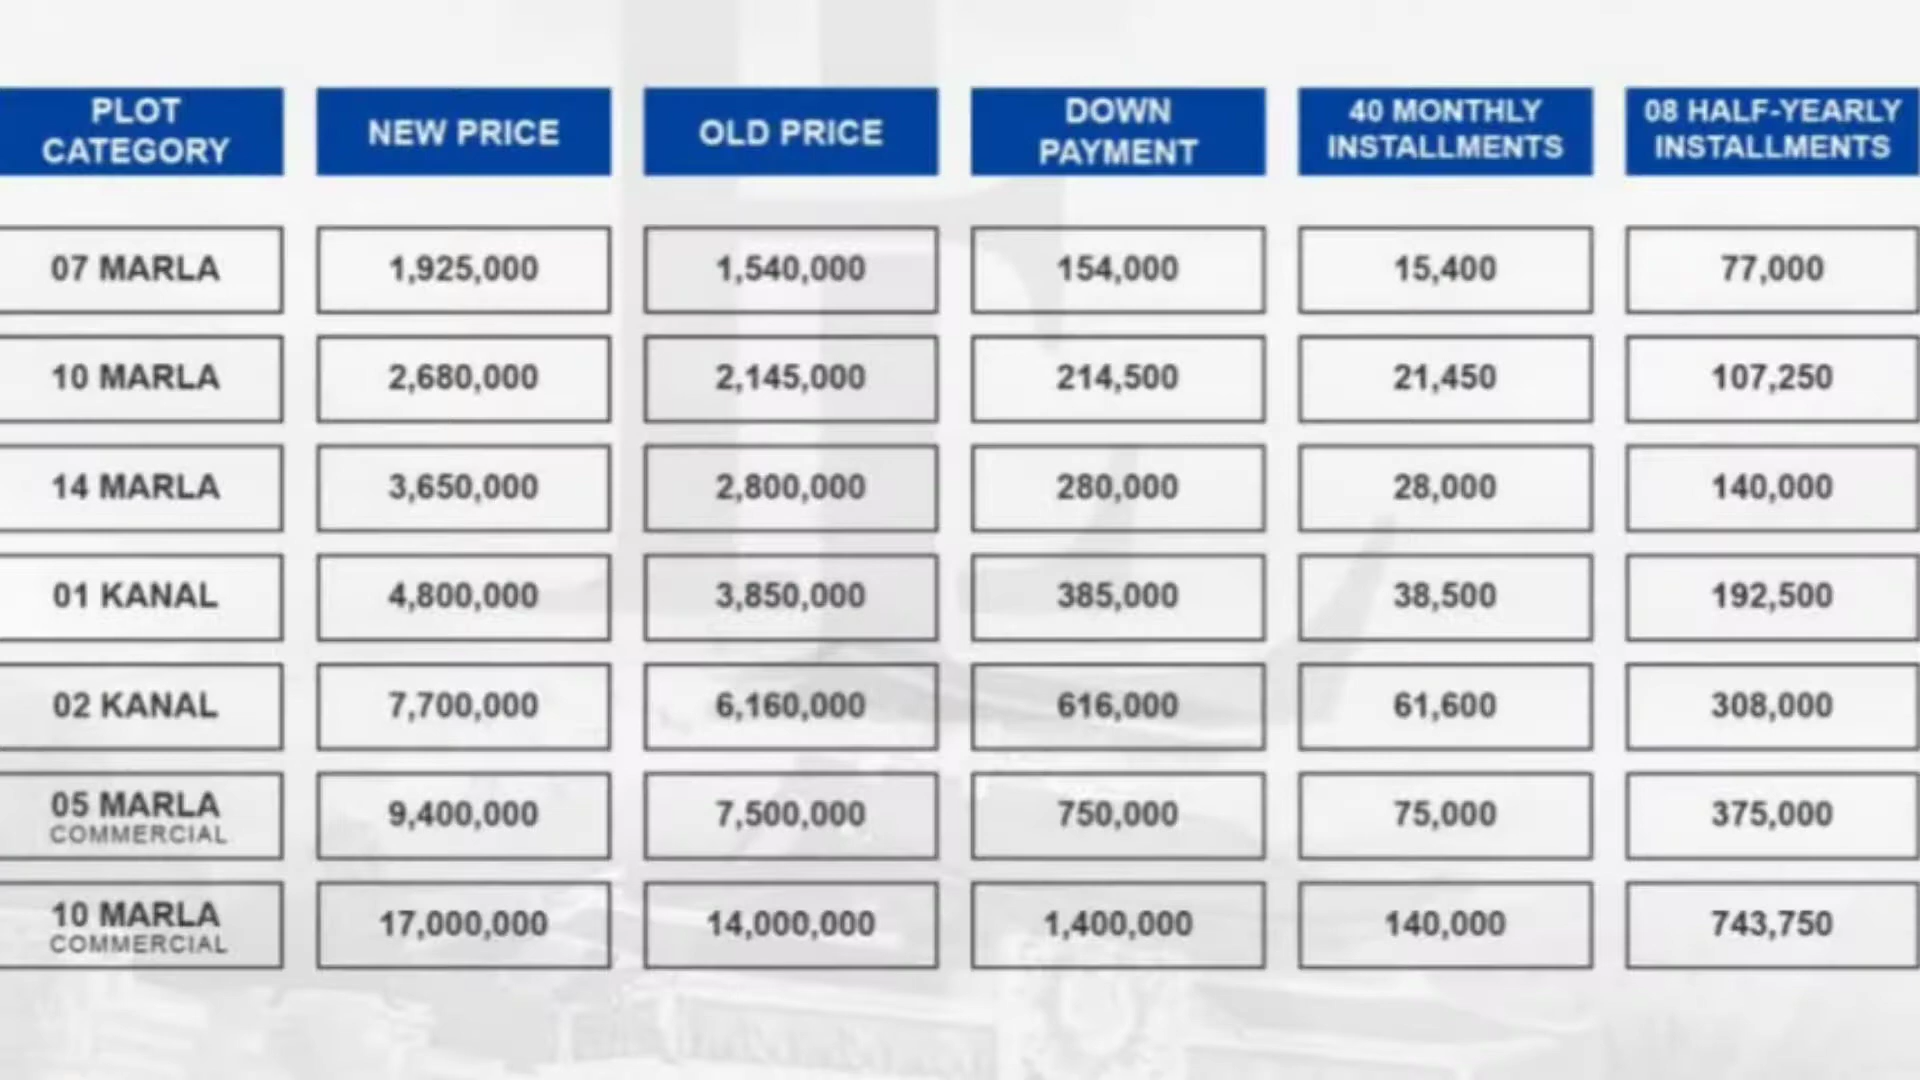 PLOT CATEGORY NEW PRICE OLD PRICE DOWN PAYMENT 40 MONTHLY INSTALLMENTS 08 HALF-YEARLY INSTALLMENTS
07 MARLA 1,925,000 1,540,000 154,000 15,400 77,000
10 MARLA 2,680,000 2,145,000 214,500 21,450 107,250
14 MARLA 3,650,000 2,800,000 280,000 28,000 140,000
01 KANAL 4,800,000 3,850,000 385,000 38,500 192,500
02 KANAL 7,700,000 6,160,000 616,000 61,600 308,000
05 MARLA COMMERCIAL 9,400,000 7,500,000 750,000 75,000 375,000
10 MARLA COMMERCIAL 17,000,000 14,000,000 1,400,000 140,000 743,750